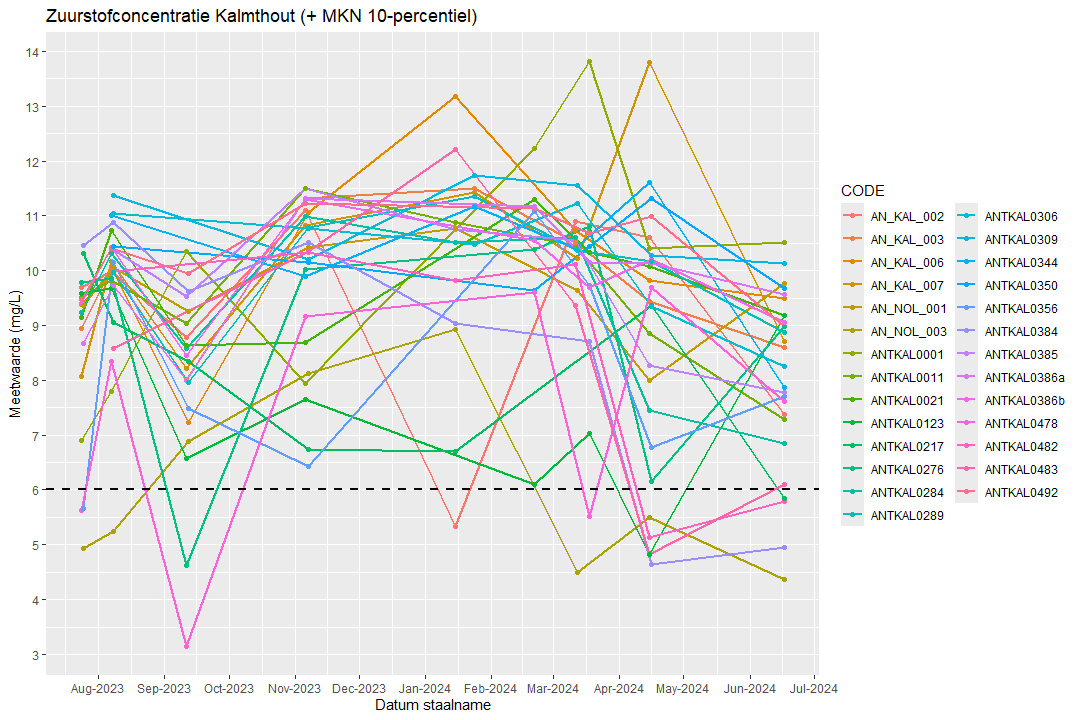 Zuurstofconcentratie Kalmthout (+ MKN 10-percentiel)
14
13
12
11
10
9
8
7
6
5
4
3
Meetwaarde (mg/L)
Aug-2023 Sep-2023 Oct-2023 Nov-2023 Dec-2023 Jan-2024 Feb-2024 Mar-2024 Apr-2024 May-2024 Jun-2024 Jul-2024
Datum staalname
CODE
AN_KAL_002
AN_KAL_003
AN_KAL_006
AN_KAL_007
AN_NOL_001
AN_NOL_003
ANTKAL0001
ANTKAL0011
ANTKAL0021
ANTKAL0123
ANTKAL0217
ANTKAL0276
ANTKAL0284
ANTKAL0289
ANTKAL0306
ANTKAL0309
ANTKAL0344
ANTKAL0350
ANTKAL0356
ANTKAL0384
ANTKAL0385
ANTKAL0386a
ANTKAL0386b
ANTKAL0478
ANTKAL0482
ANTKAL0483
ANTKAL0492